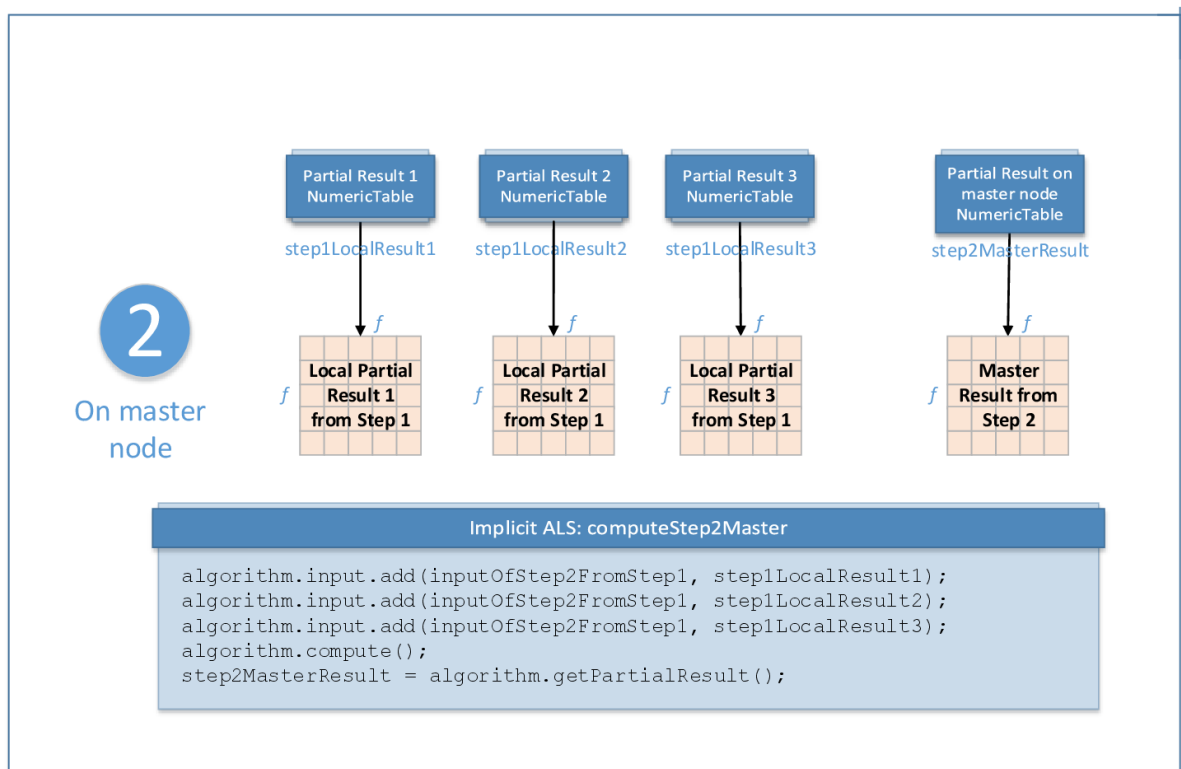 Partial Result 1
NumericTable
Partial Result 2
NumericTable
Partial Result 3
NumericTable
Partial Result on
master node
NumericTable
step1LocalResult1
step1LocalResult2
step1LocalResult3
step2MasterResult
2
On master
node
f
f
Local Partial
Result 1
from Step 1
f
f
Local Partial
Result 2
from Step 1
f
f
Local Partial
Result 3
from Step 1
f
f
Master
Result from
Step 2
Implicit ALS: computeStep2Master
algorithm.input.add(inputOfStep2FromStep1, step1LocalResult1);
algorithm.input.add(inputOfStep2FromStep1, step1LocalResult2);
algorithm.input.add(inputOfStep2FromStep1, step1LocalResult3);
algorithm.compute();
step2MasterResult = algorithm.getPartialResult();